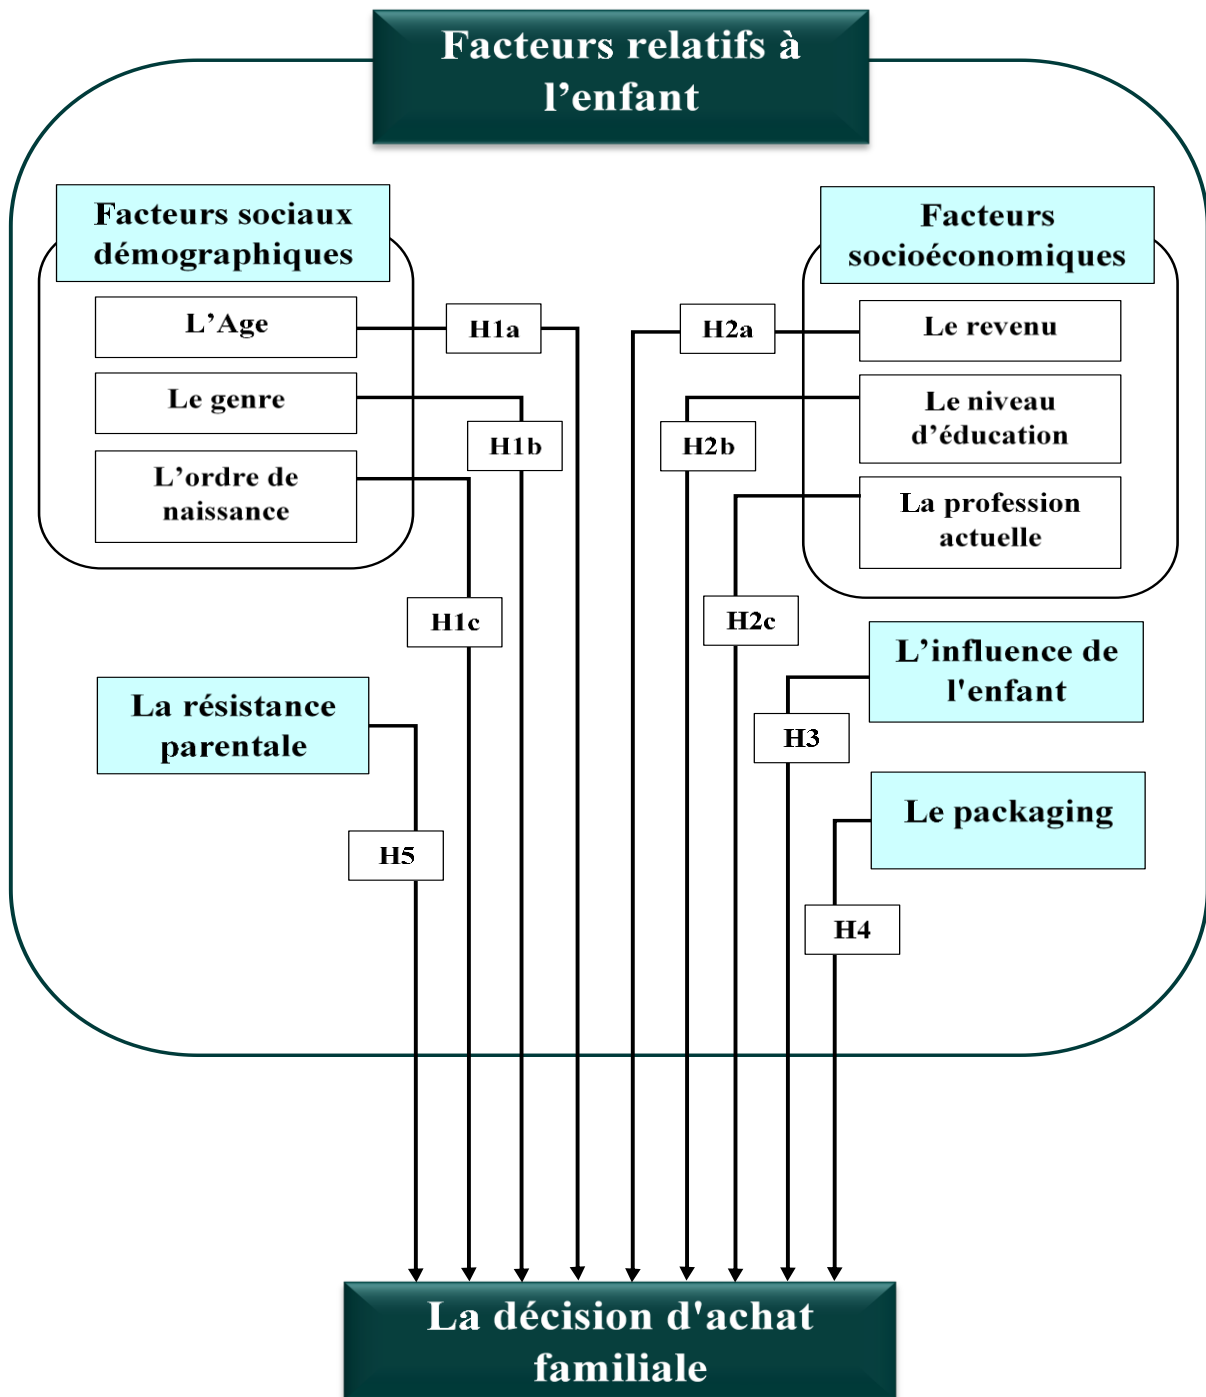 Facteurs relatifs à
l’enfant
Facteurs sociaux
démographiques
L’Age
Le genre
L’ordre de
naissance
H1a
H1b
H1c
La résistance
parentale
H5
Facteurs
socioéconomiques
Le revenu
Le niveau
d’éducation
La profession
actuelle
H2a
H2b
H2c
L’influence de
l'enfant
H3
Le packaging
H4
La décision d'achat
familiale